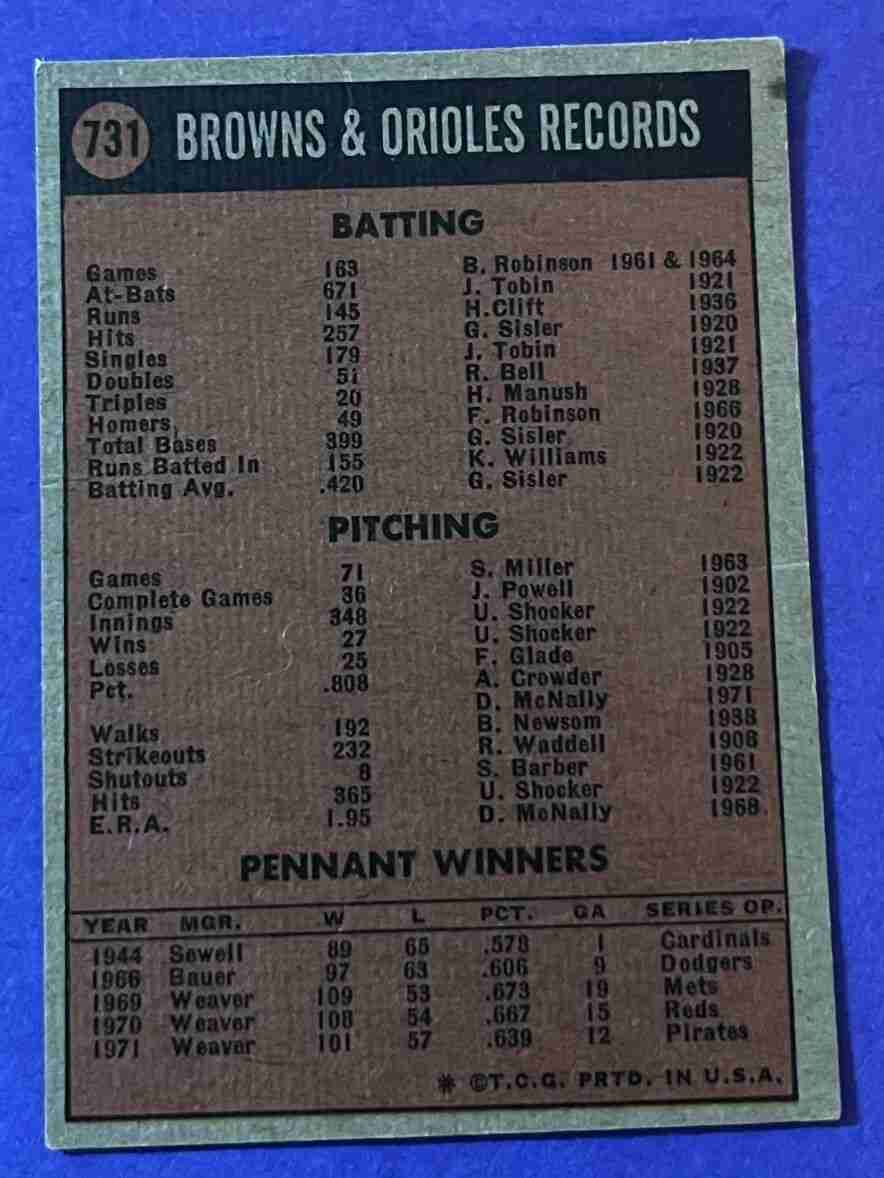 731 BROWNS & ORIOLES RECORDS
BATTING
Games 163 B. Robinson 1961 & 1964
At-Bats 671 J. Tobin 1921
Runs 145 H.Clift 1936
Hits 257 G. Sisler 1920
Singles 179 J. Tobin 1921
Doubles 51 R. Bell 1937
Triples 20 H. Manush 1928
Homers 49 F. Robinson 1966
Total Bases 399 G. Sisler 1920
Runs Batted In 155 K. Williams 1922
Batting Avg. .420 G. Sisler 1922
PITCHING
Games 71 S. Miller 1963
Complete Games 36 J. Powell 1902
Innings 348 U. Shocker 1922
Wins 27 U. Shocker 1922
Losses 25 F. Glade 1905
Pct. .808 A. Crowder 1928
D. McNally 1971
Walks 192 B. Newsom 1938
Strikeouts 232 R. Waddell 1908
Shutouts 8 S. Barber 1961
Hits 365 U. Shocker 1922
E.R.A. 1.95 D. McNally 1968
PENNANT WINNERS
YEAR MGR. W L PCT. GA SERIES OP.
1944 Sewell 89 65 .578 1 Cardinals
1966 Bauer 97 63 .606 9 Dodgers
1969 Weaver 109 53 .673 19 Mets
1970 Weaver 108 54 .667 15 Reds
1971 Weaver 101 57 .639 12 Pirates
* ©T.C.G. PRTD. IN U.S.A.